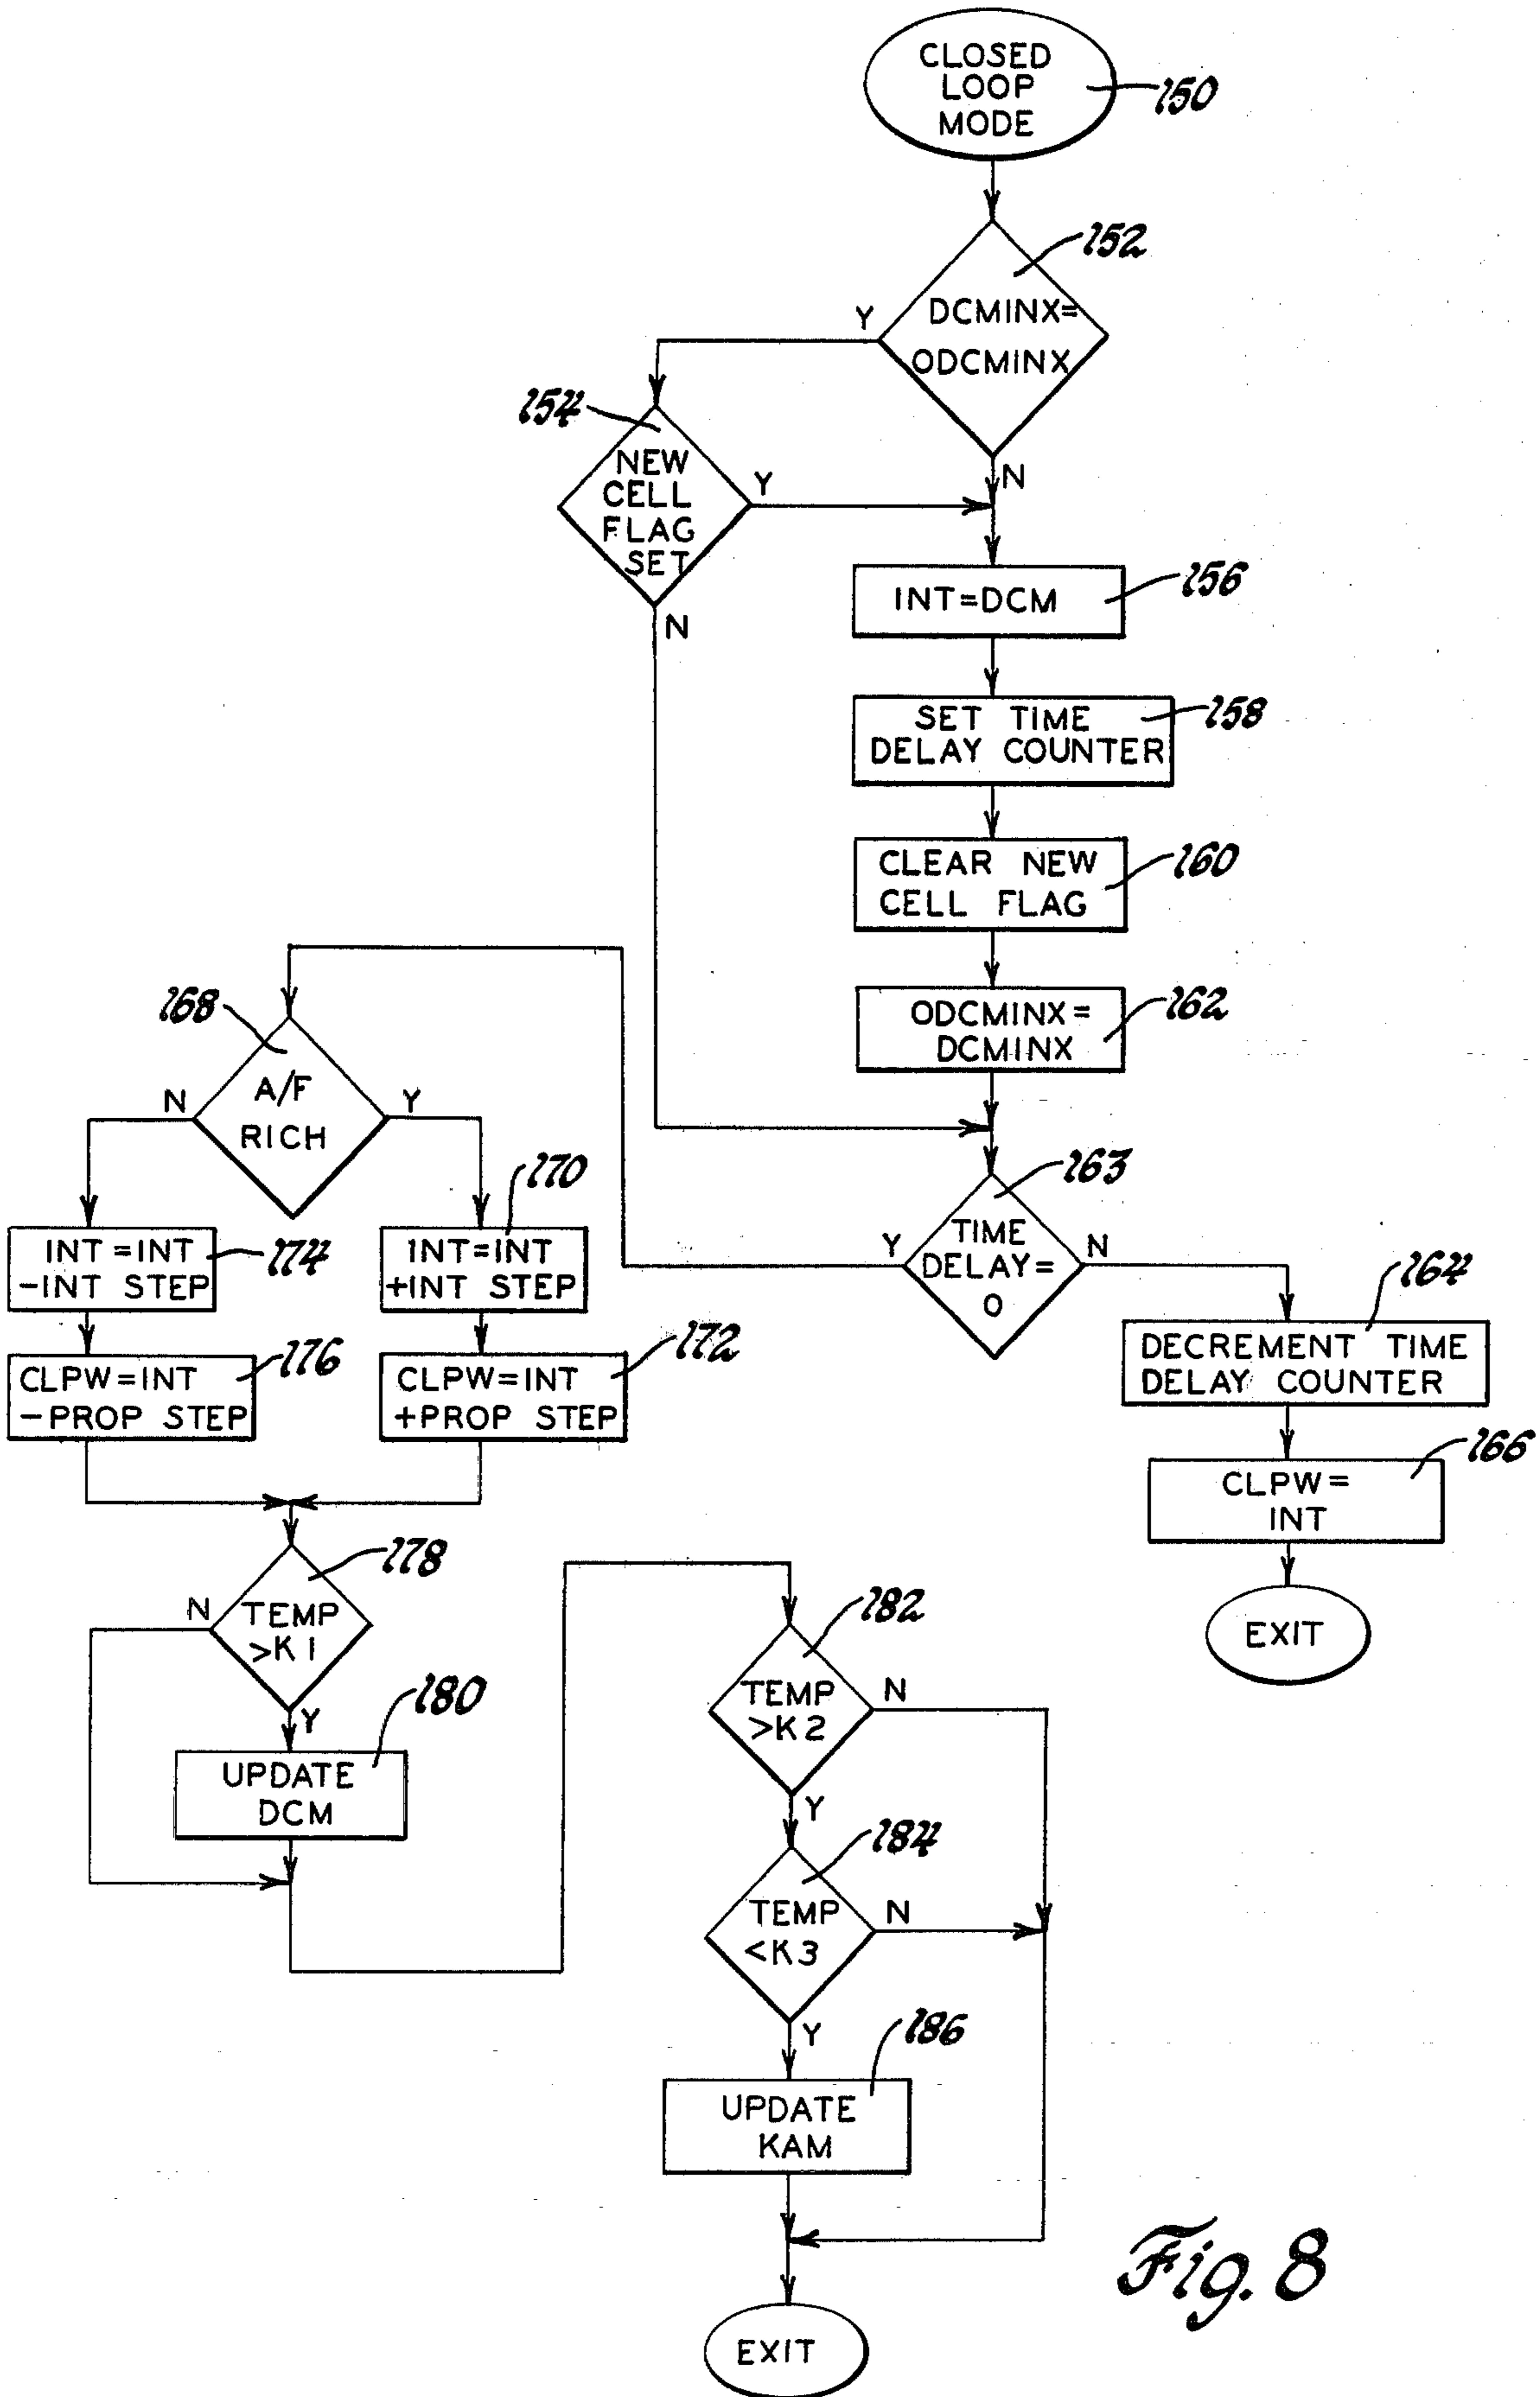 CLOSED
LOOP
MODE
150
152
DCMINX=
ODCMINX
Y
N
154
NEW
CELL
FLAG
SET
Y
N
156
INT=DCM
158
SET TIME
DELAY COUNTER
160
CLEAR NEW
CELL FLAG
162
ODCMINX=
DCMINX
163
TIME
DELAY=
0
Y
N
164
DECREMENT TIME
DELAY COUNTER
166
CLPW=
INT
EXIT
168
A/F
RICH
N
Y
170
INT=INT
+INT STEP
174
INT=INT
-INT STEP
172
CLPW=INT
+PROP STEP
176
CLPW=INT
-PROP STEP
178
TEMP
>K1
N
Y
180
UPDATE
DCM
182
TEMP
>K2
N
Y
184
TEMP
<K3
N
Y
186
UPDATE
KAM
EXIT
Fig. 8